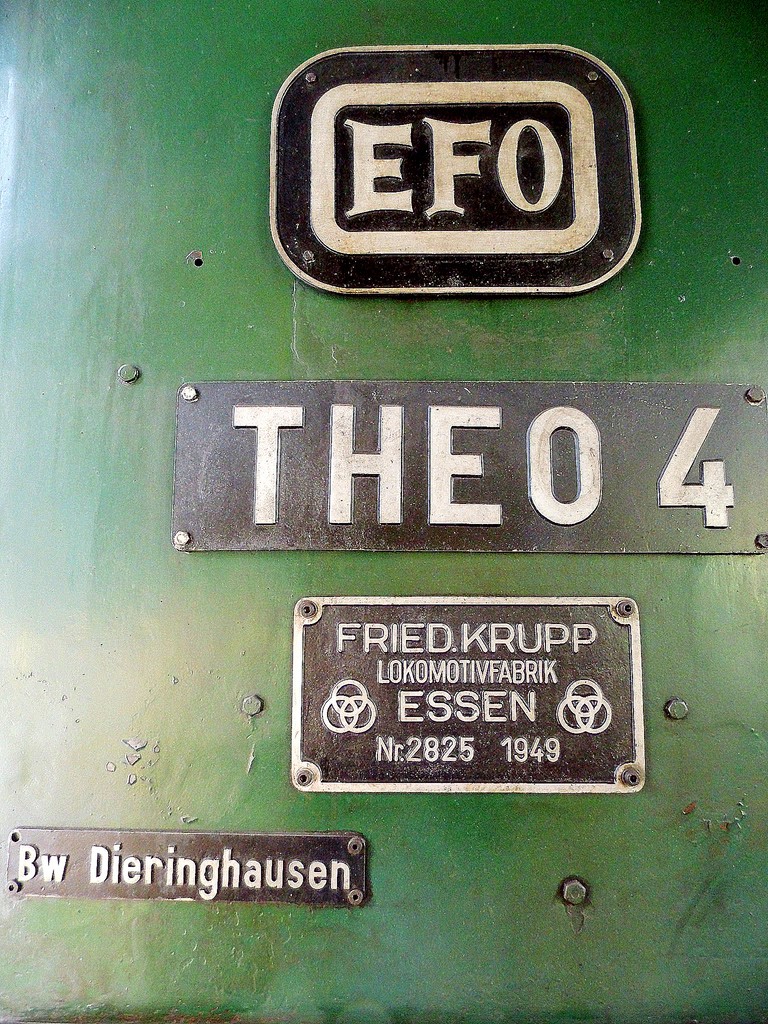 EFO
THEO 4
FRIED.KRUPP
LOKOMOTIVFABRIK
ESSEN
Nr.2825 1949
Bw Dieringhausen